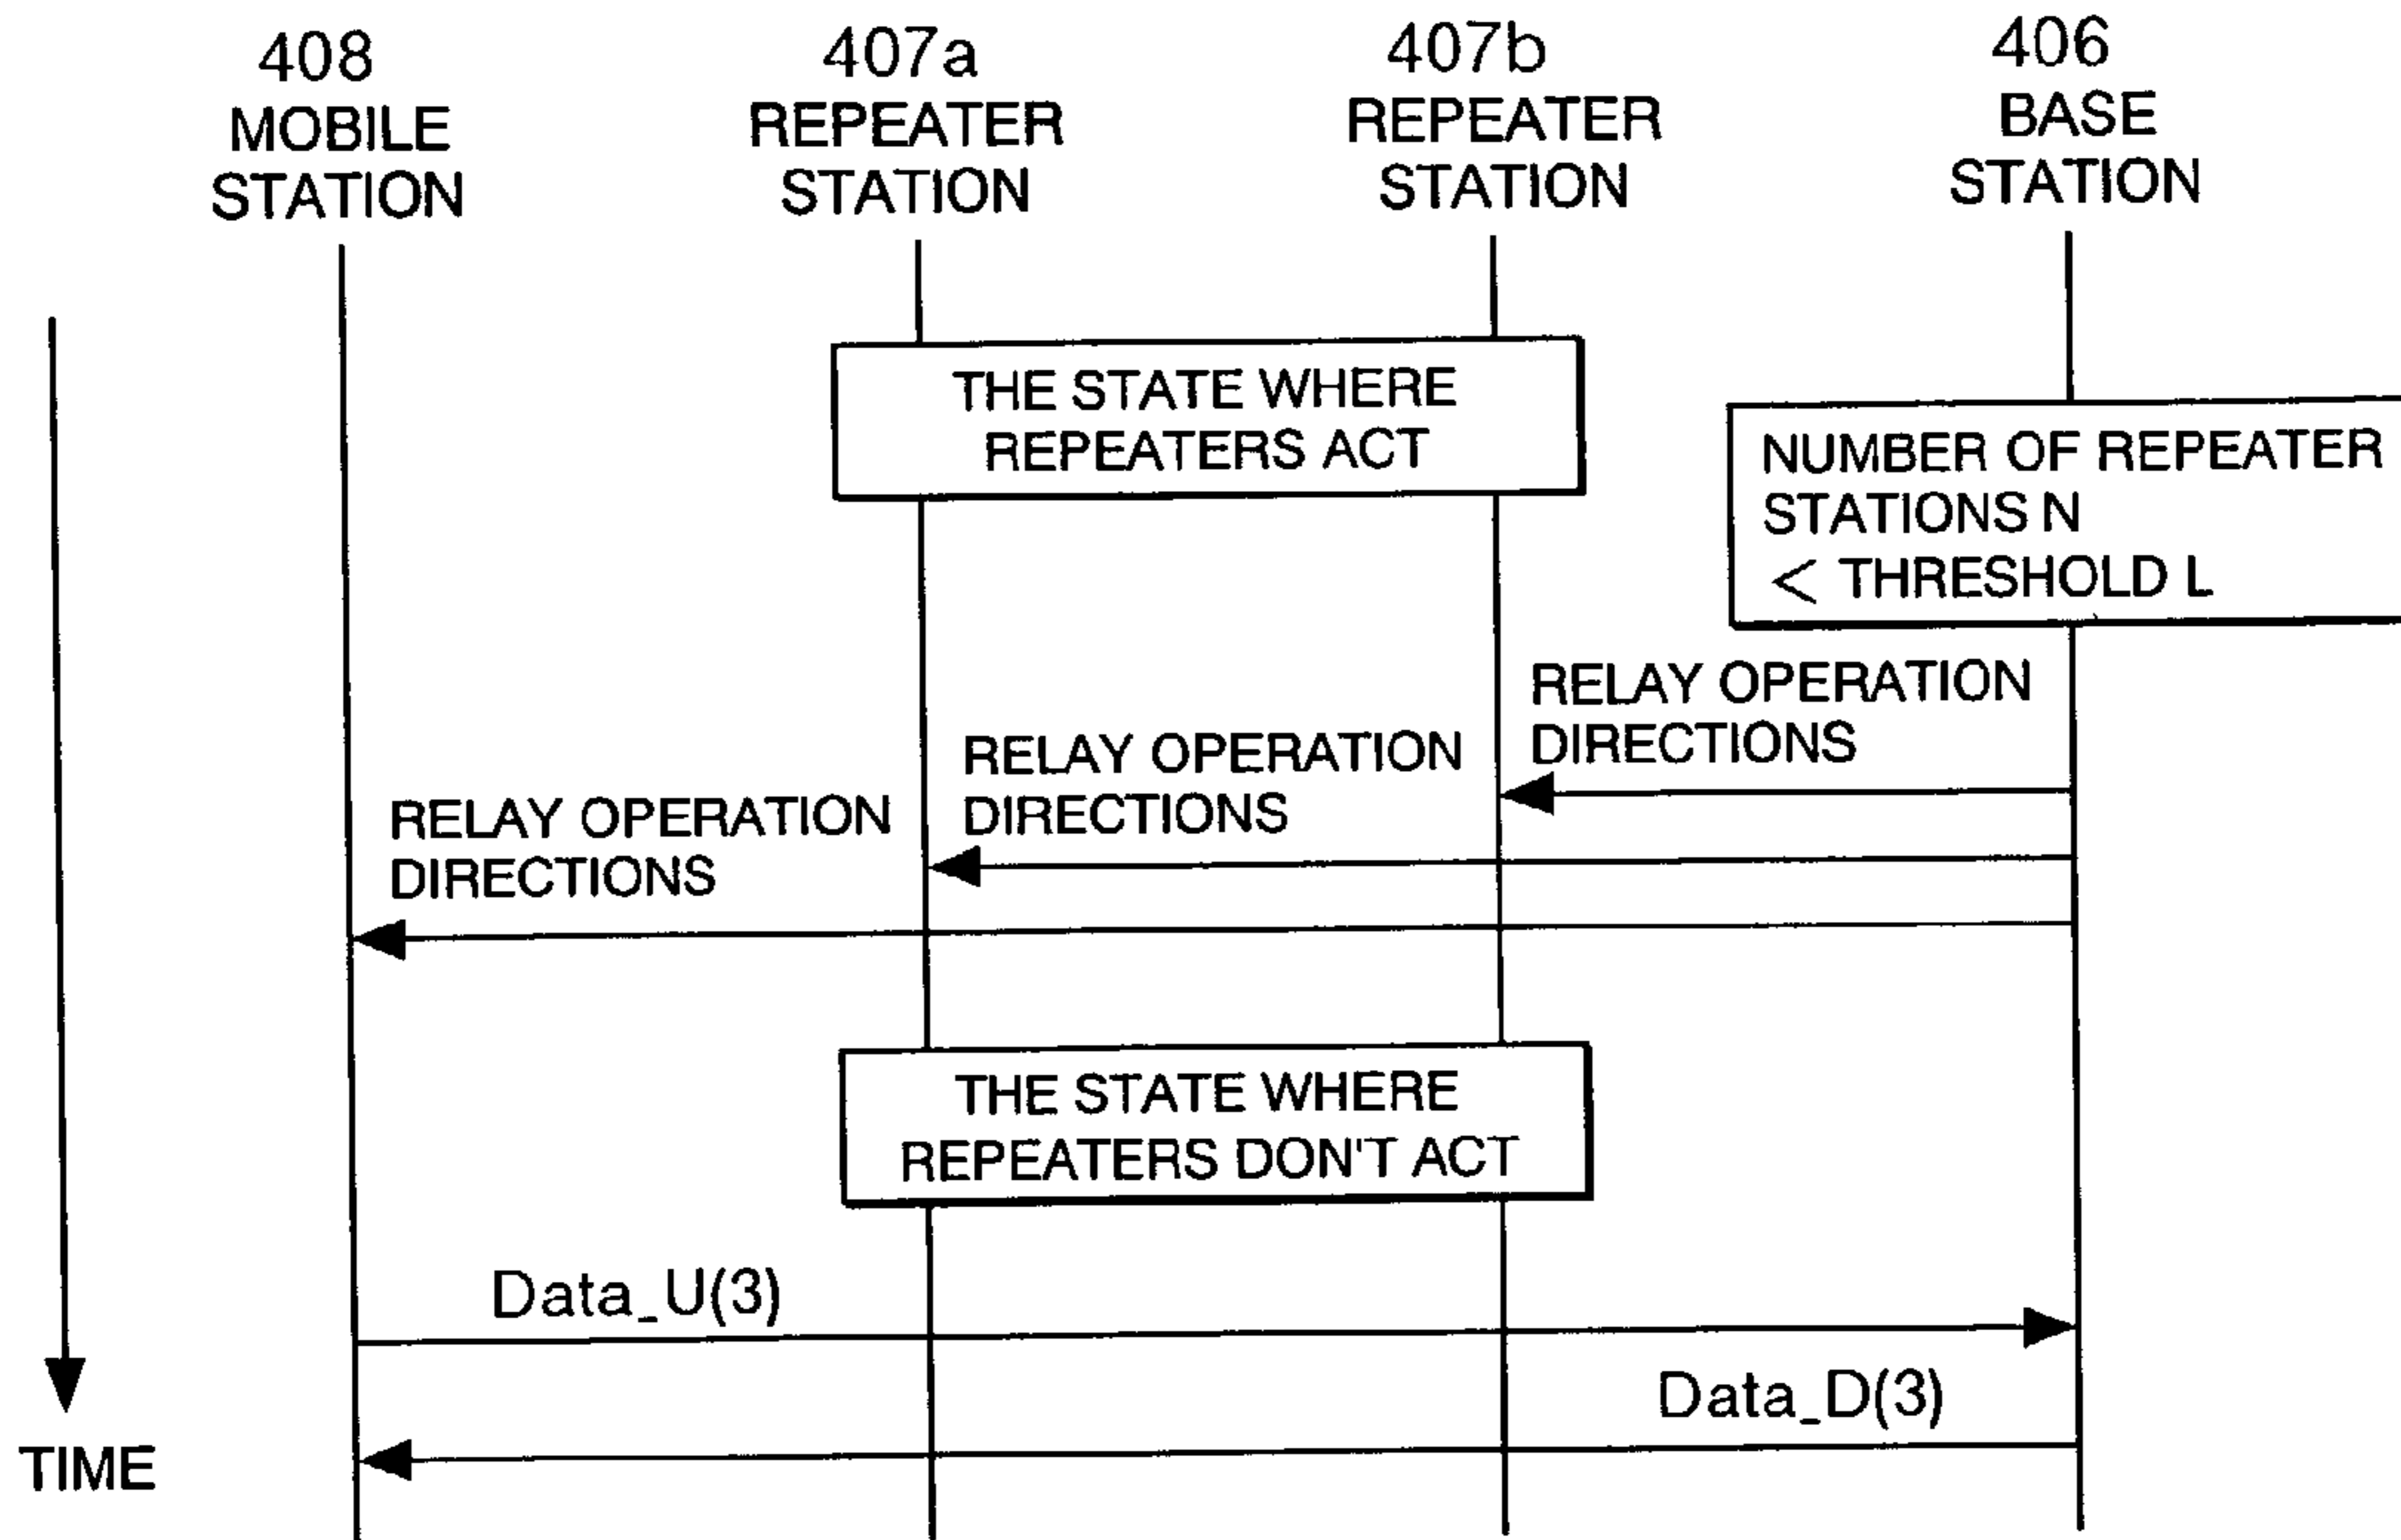 408
MOBILE
STATION
407a
REPEATER
STATION
407b
REPEATER
STATION
406
BASE
STATION
THE STATE WHERE
REPEATERS ACT
NUMBER OF REPEATER
STATIONS N
< THRESHOLD L
RELAY OPERATION
DIRECTIONS
RELAY OPERATION
DIRECTIONS
RELAY OPERATION
DIRECTIONS
THE STATE WHERE
REPEATERS DON'T ACT
Data_U(3)
Data_D(3)
TIME